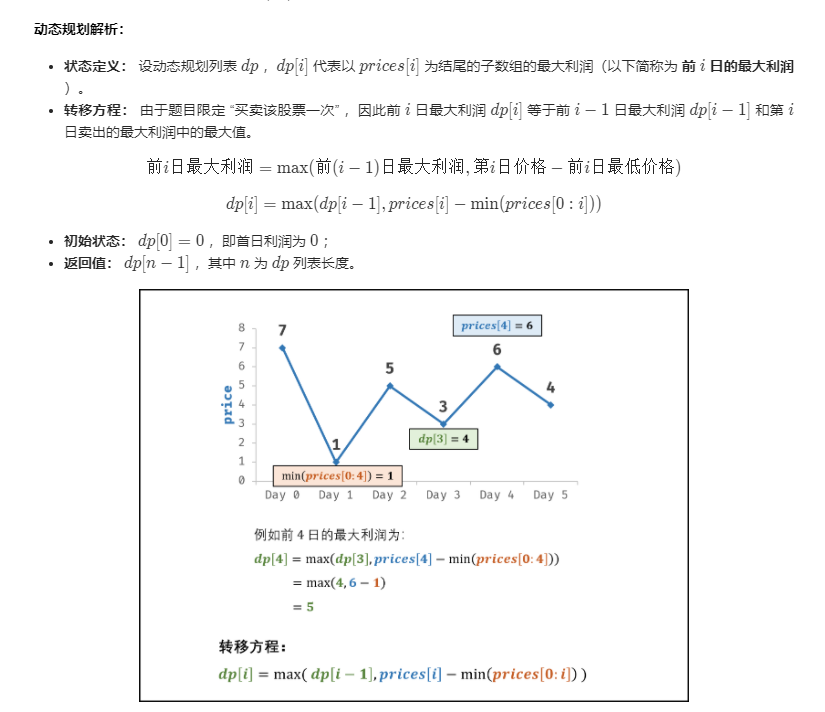 动态规划解析：
• 状态定义： 设动态规划列表 dp ，dp[i] 代表以 prices[i] 为结尾的子数组的最大利润（以下简称为 前 i 日的最大利润
）。
• 转移方程： 由于题目限定 “买卖该股票一次” ，因此前 i 日最大利润 dp[i] 等于前 i − 1 日最大利润 dp[i − 1] 和第 i
日卖出的最大利润中的最大值。
前i日最大利润 = max(前(i − 1)日最大利润, 第i日价格 − 前i日最低价格)
dp[i] = max(dp[i − 1], prices[i] − min(prices[0 : i]))
• 初始状态： dp[0] = 0 ，即首日利润为 0 ；
• 返回值： dp[n − 1] ，其中 n 为 dp 列表长度。
prices[4] = 6
8
7
6
5
4
3
2
1
0
price
7
1
5
3
6
4
dp[3] = 4
min(prices[0:4]) = 1
Day 0 Day 1 Day 2 Day 3 Day 4 Day 5
例如前 4 日的最大利润为:
dp[4] = max(dp[3], prices[4] − min(prices[0:4]))
= max(4, 6 − 1)
= 5
转移方程：
dp[i] = max( dp[i − 1], prices[i] − min(prices[0:i]) )